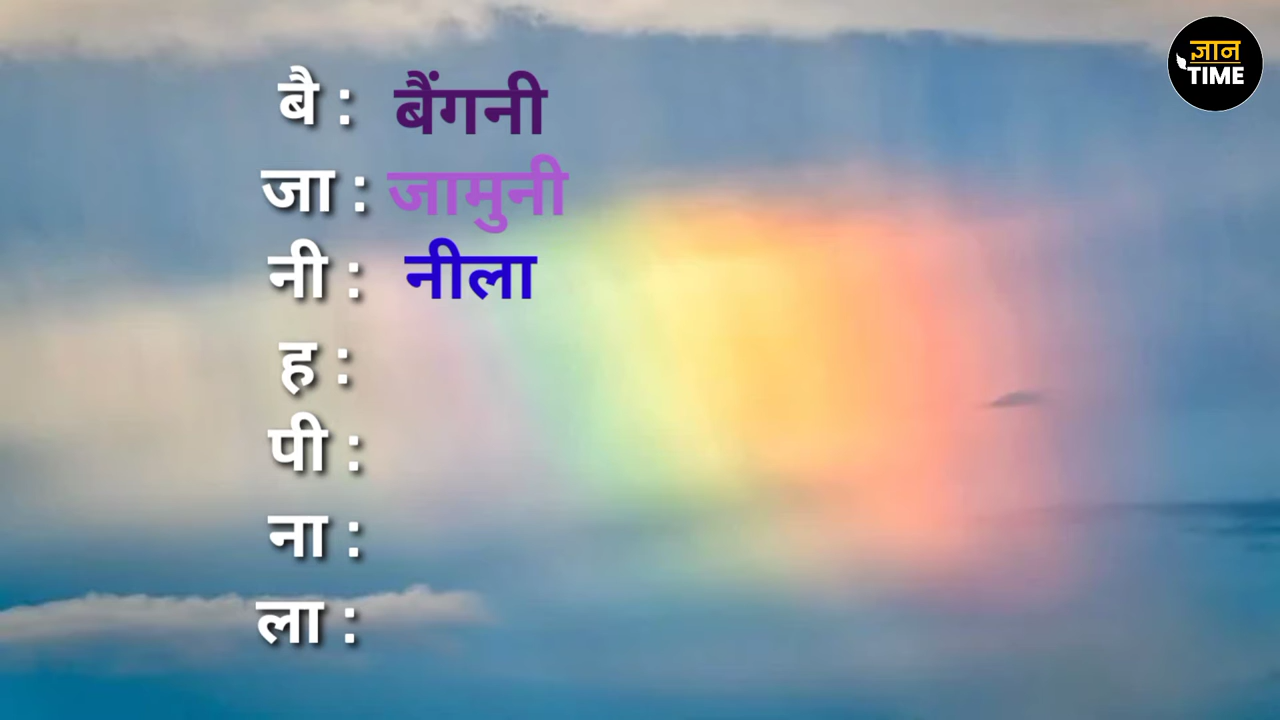 ज्ञान
TIME
बै : बैंगनी
जा : जामुनी
नी : नीला
ह :
पी :
ना :
ला :